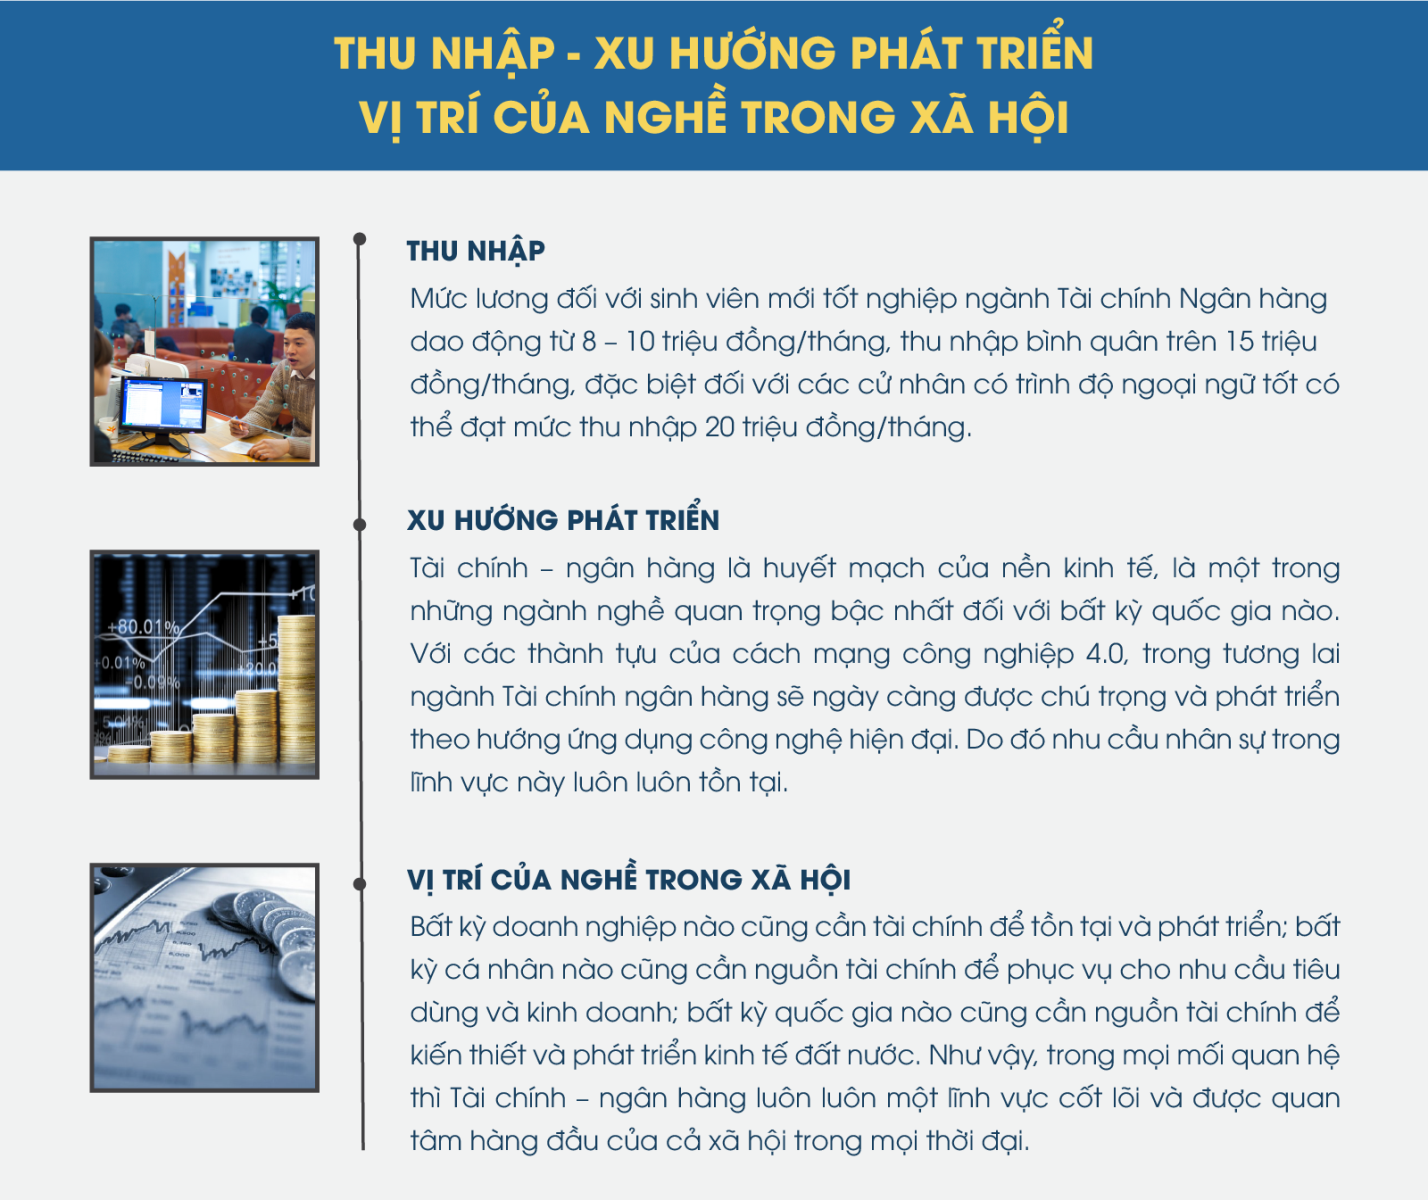 THU NHẬP - XU HƯỚNG PHÁT TRIỂN
VỊ TRÍ CỦA NGHỀ TRONG XÃ HỘI
THU NHẬP
Mức lương đối với sinh viên mới tốt nghiệp ngành Tài chính Ngân hàng
dao động từ 8 – 10 triệu đồng/tháng, thu nhập bình quân trên 15 triệu
đồng/tháng, đặc biệt đối với các cử nhân có trình độ ngoại ngữ tốt có
thể đạt mức thu nhập 20 triệu đồng/tháng.
XU HƯỚNG PHÁT TRIỂN
Tài chính – ngân hàng là huyết mạch của nền kinh tế, là một trong
những ngành nghề quan trọng bậc nhất đối với bất kỳ quốc gia nào.
Với các thành tựu của cách mạng công nghiệp 4.0, trong tương lai
ngành Tài chính ngân hàng sẽ ngày càng được chú trọng và phát triển
theo hướng ứng dụng công nghệ hiện đại. Do đó nhu cầu nhân sự trong
lĩnh vực này luôn luôn tồn tại.
+10
+80.01%
+5
+0.01%
+20.0
-0.09%
5.04%
VỊ TRÍ CỦA NGHỀ TRONG XÃ HỘI
Bất kỳ doanh nghiệp nào cũng cần tài chính để tồn tại và phát triển; bất
kỳ cá nhân nào cũng cần nguồn tài chính để phục vụ cho nhu cầu tiêu
dùng và kinh doanh; bất kỳ quốc gia nào cũng cần nguồn tài chính để
kiến thiết và phát triển kinh tế đất nước. Như vậy, trong mọi mối quan hệ
thì Tài chính – ngân hàng luôn luôn một lĩnh vực cốt lõi và được quan
tâm hàng đầu của cả xã hội trong mọi thời đại.